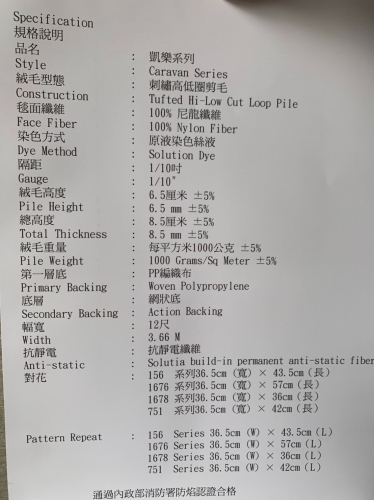 Specification
規格說明
品名 : 凱樂系列
Style : Caravan Series
絨毛型態 : 刺繡高低圈剪毛
Construction : Tufted Hi-Low Cut Loop Pile
毯面纖維 : 100% 尼龍纖維
Face Fiber : 100% Nylon Fiber
染色方式 : 原液染色絲液
Dye Method : Solution Dye
隔距 : 1/10吋
Gauge : 1/10"
絨毛高度 : 6.5厘米 ±5%
Pile Height : 6.5 mm ±5%
總高度 : 8.5厘米 ±5%
Total Thickness : 8.5 mm ±5%
絨毛重量 : 每平方米1000公克 ±5%
Pile Weight : 1000 Grams/Sq Meter ±5%
第一層底 : PP編織布
Primary Backing : Woven Polypropylene
底層 : 網狀底
Secondary Backing : Action Backing
幅寬 : 12尺
Width : 3.66 M
抗靜電 : 抗靜電纖維
Anti-static : Solutia build-in permanent anti-static fiber
對花 : 156 系列36.5cm (寬) × 43.5cm (長)
1676 系列36.5cm (寬) × 57cm (長)
1678 系列36.5cm (寬) × 36cm (長)
751 系列36.5cm (寬) × 42cm (長)
Pattern Repeat : 156 Series 36.5cm (W) × 43.5cm (L)
1676 Series 36.5cm (W) × 57cm (L)
1678 Series 36.5cm (W) × 36cm (L)
751 Series 36.5cm (W) × 42cm (L)
通過內政部消防署防焰認證合格